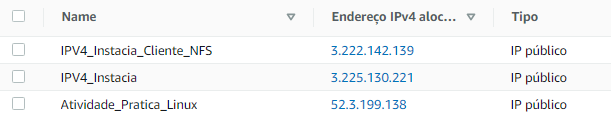 Name Endereço IPv4 aloc... Tipo
IPV4_Instacia_Cliente_NFS 3.222.142.139 IP público
IPV4_Instacia 3.225.130.221 IP público
Atividade_Pratica_Linux 52.3.199.138 IP público